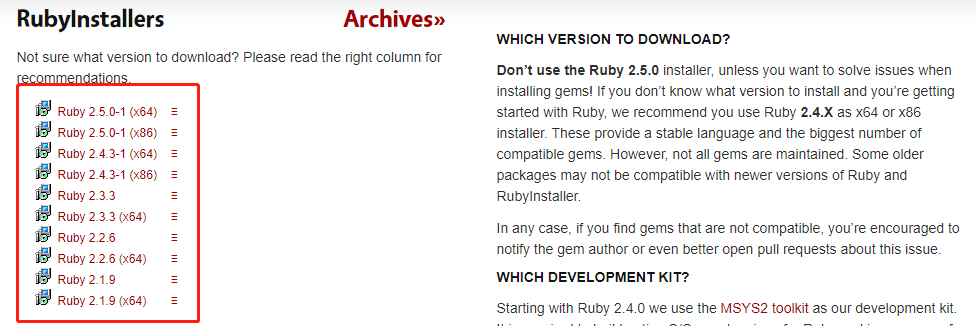 RubyInstallers
Archives»
Not sure what version to download? Please read the right column for
recommendations.
Ruby 2.5.0-1 (x64)
Ruby 2.5.0-1 (x86)
Ruby 2.4.3-1 (x64)
Ruby 2.4.3-1 (x86)
Ruby 2.3.3
Ruby 2.3.3 (x64)
Ruby 2.2.6
Ruby 2.2.6 (x64)
Ruby 2.1.9
Ruby 2.1.9 (x64)
WHICH VERSION TO DOWNLOAD?
Don’t use the Ruby 2.5.0 installer, unless you want to solve issues when
installing gems! If you don’t know what version to install and you’re getting
started with Ruby, we recommend you use Ruby 2.4.X as x64 or x86
installer. These provide a stable language and the biggest number of
compatible gems. However, not all gems are maintained. Some older
packages may not be compatible with newer versions of Ruby and
RubyInstaller.
In any case, if you find gems that are not compatible, you’re encouraged to
notify the gem author or even better open pull requests about this issue.
WHICH DEVELOPMENT KIT?
Starting with Ruby 2.4.0 we use the MSYS2 toolkit as our development kit.